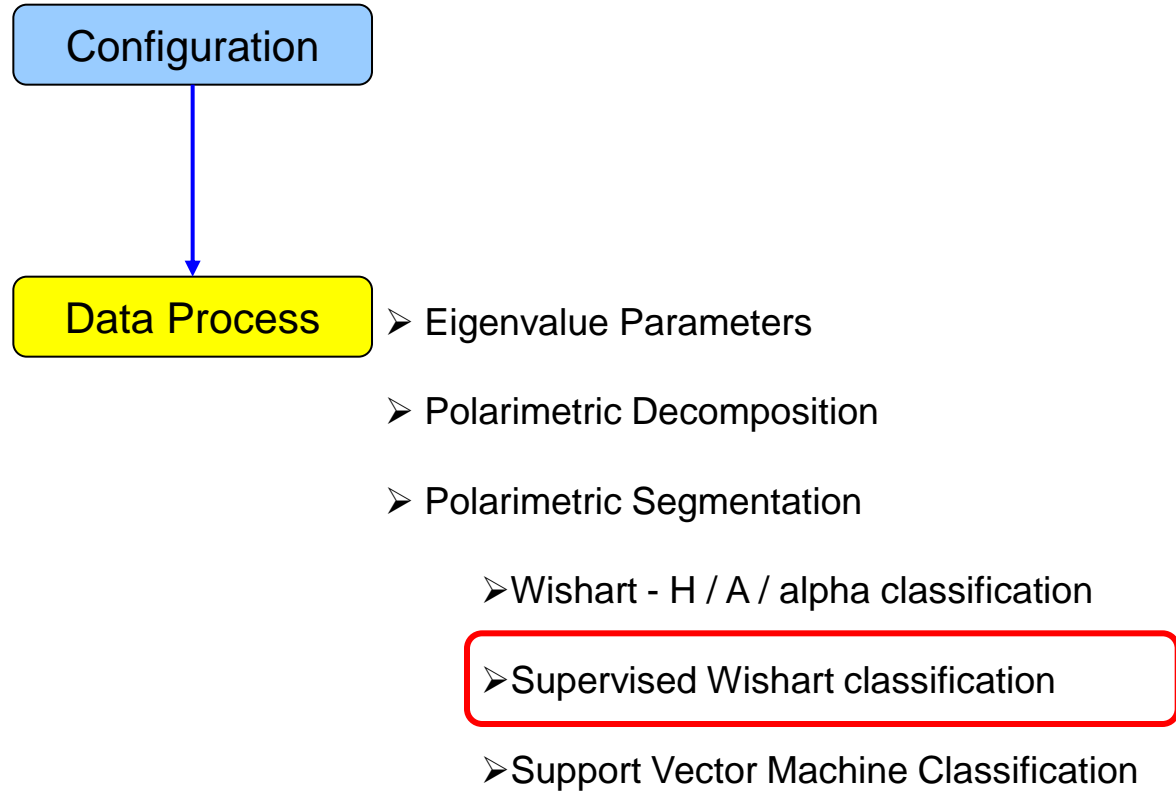 Configuration
Data Process
➢ Eigenvalue Parameters
➢ Polarimetric Decomposition
➢ Polarimetric Segmentation
➢Wishart - H / A / alpha classification
➢Supervised Wishart classification
➢Support Vector Machine Classification